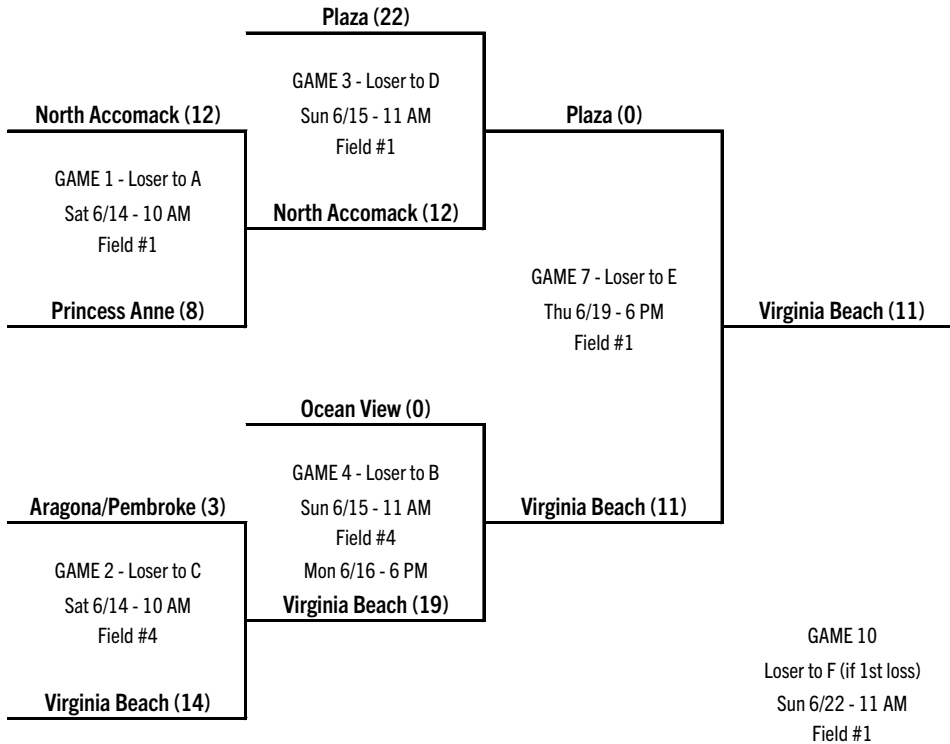 Plaza (22)
GAME 3 - Loser to D
Sun 6/15 - 11 AM
Field #1
North Accomack (12)
Plaza (0)
GAME 1 - Loser to A
Sat 6/14 - 10 AM
Field #1
North Accomack (12)
Princess Anne (8)
GAME 7 - Loser to E
Thu 6/19 - 6 PM
Field #1
Virginia Beach (11)
Ocean View (0)
GAME 4 - Loser to B
Sun 6/15 - 11 AM
Field #4
Mon 6/16 - 6 PM
Aragona/Pembroke (3)
Virginia Beach (11)
GAME 2 - Loser to C
Sat 6/14 - 10 AM
Field #4
Virginia Beach (19)
Virginia Beach (14)
GAME 10
Loser to F (if 1st loss)
Sun 6/22 - 11 AM
Field #1